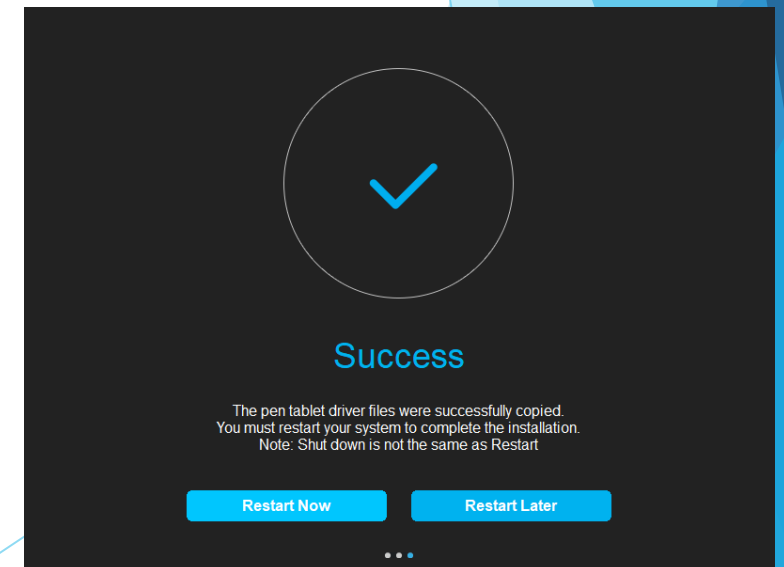 Success
The pen tablet driver files were successfully copied.
You must restart your system to complete the installation.
Note: Shut down is not the same as Restart
Restart Now
Restart Later